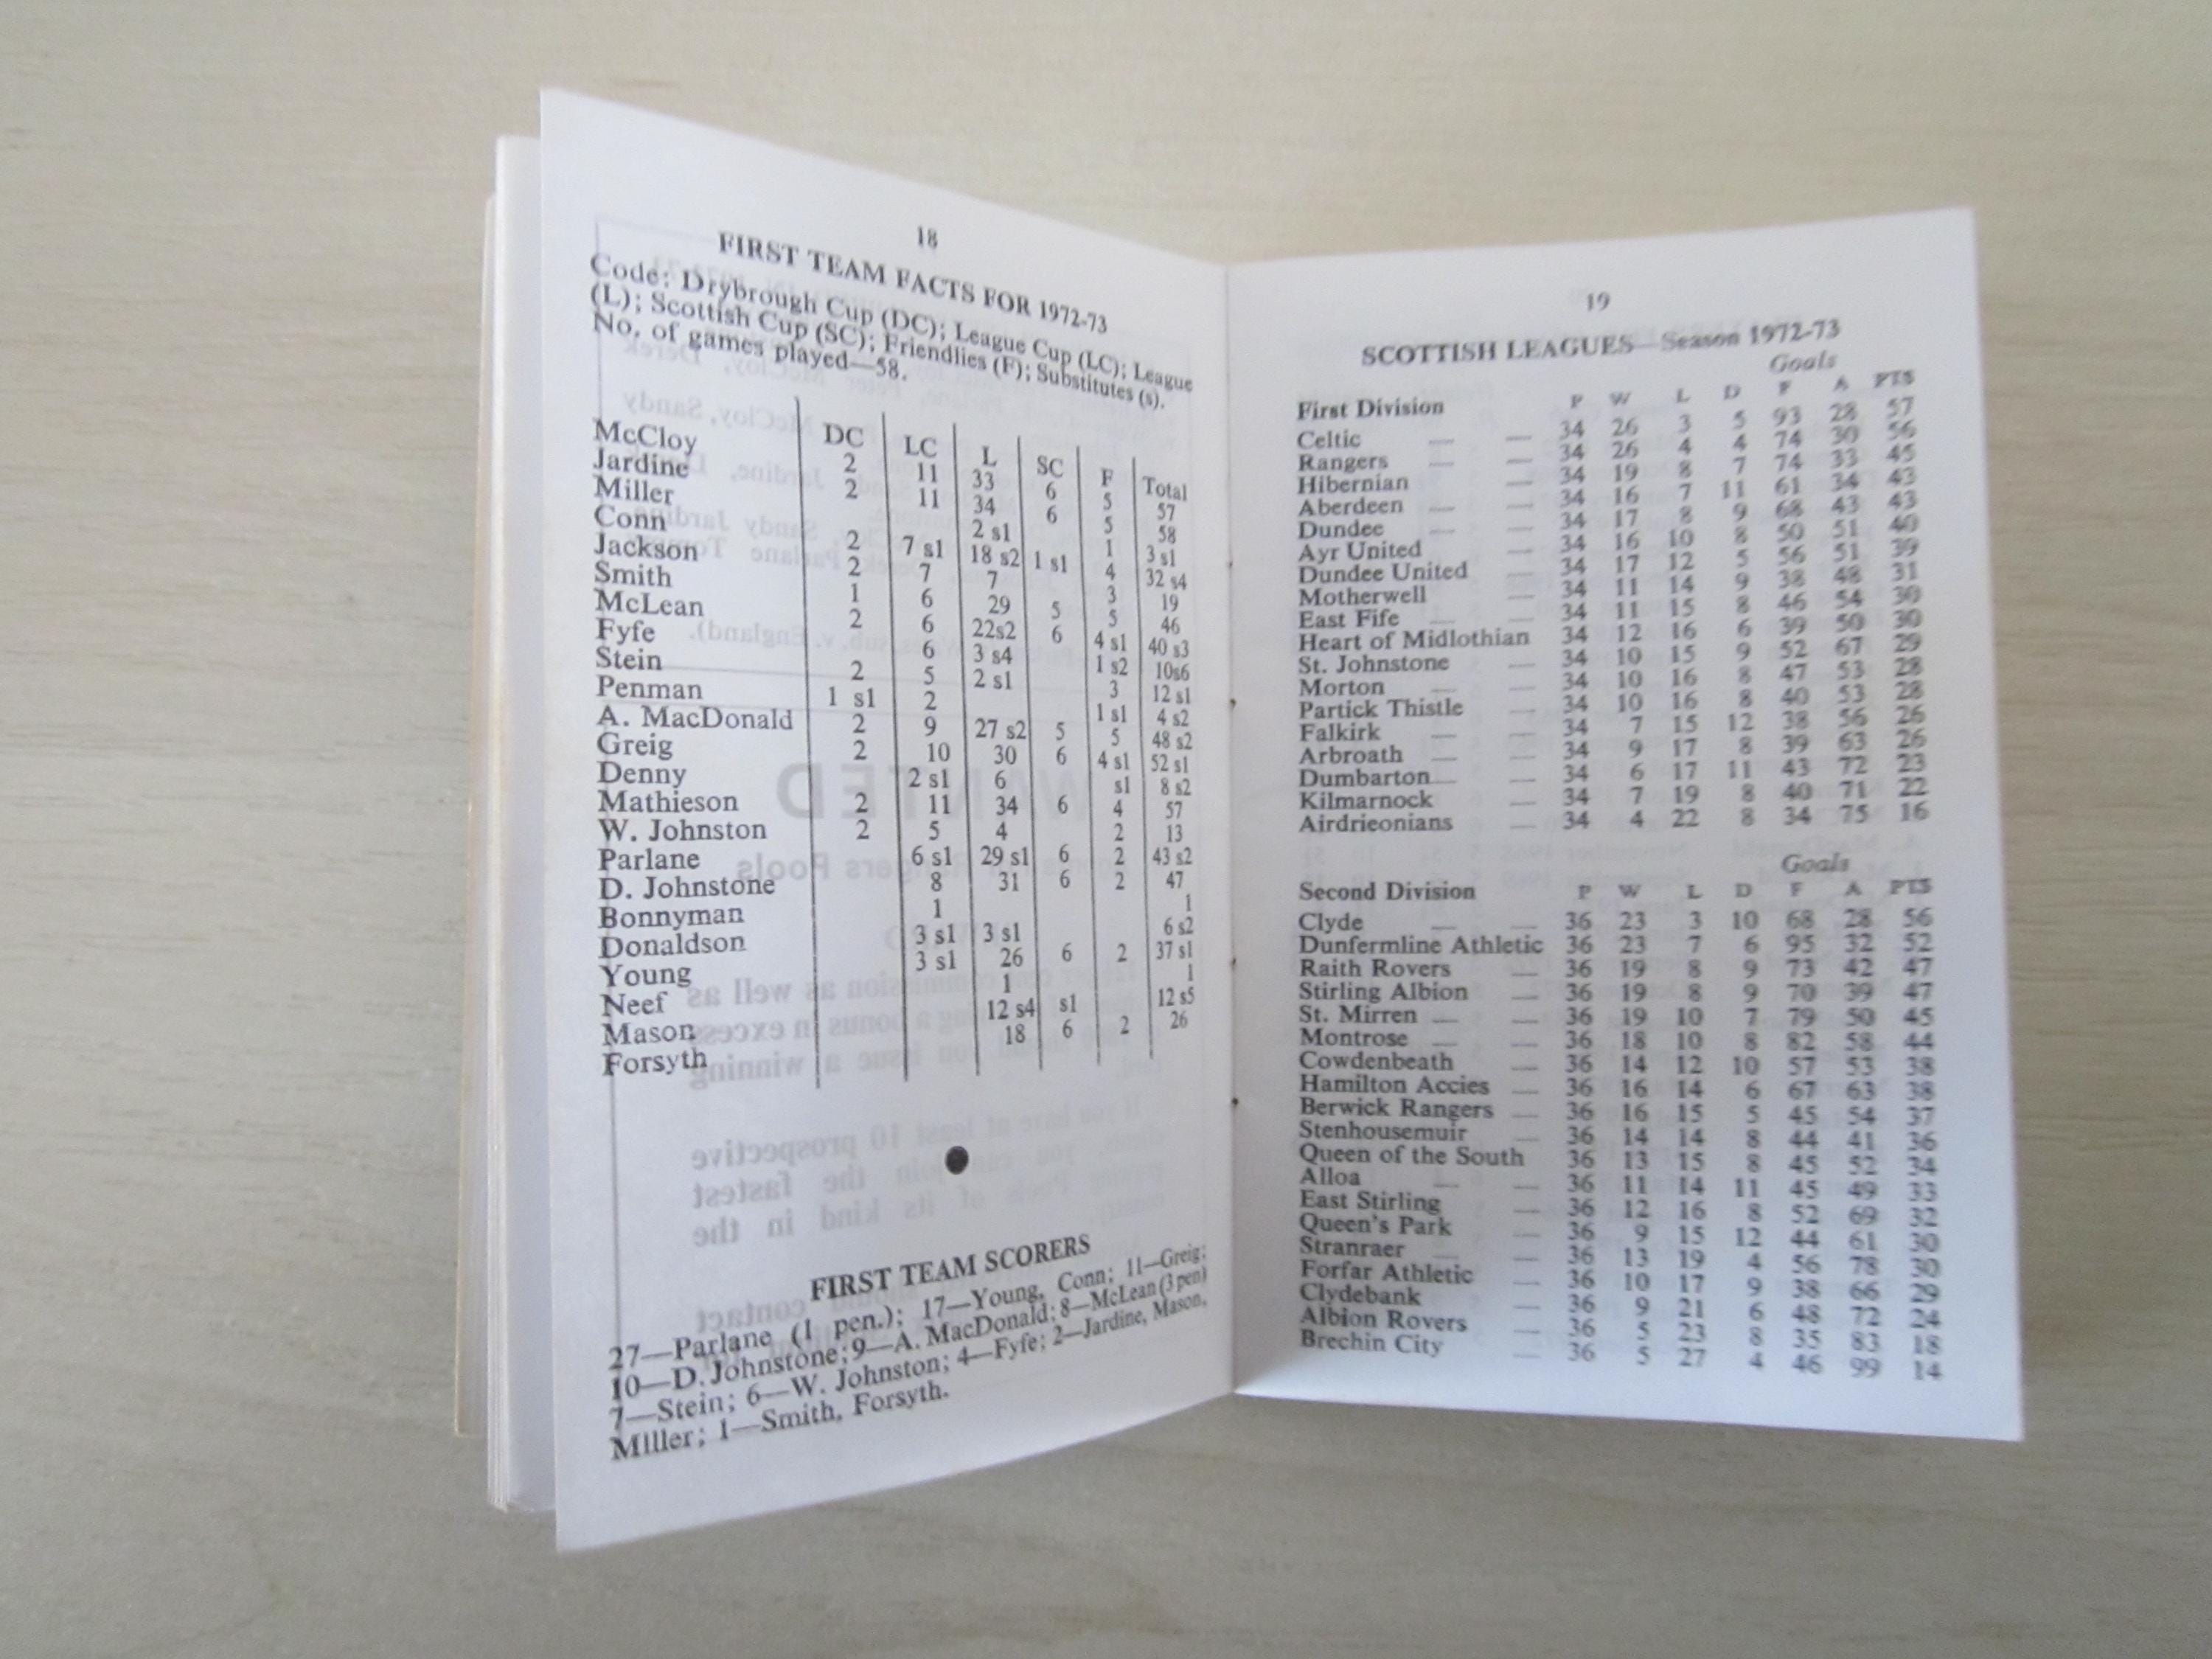 18
FIRST TEAM FACTS FOR 1972-73
Code: Drybrough Cup (DC); League Cup (LC); League
(L); Scottish Cup (SC); Friendlies (F); Substitutes (s).
No. of games played—58.
DC LC L SC F Total
McCloy 2 11 33 6 5 57
Jardine 2 11 34 6 5 58
Miller 2 s1 1 3 s1
Conn 2 7 s1 18 s2 1 s1 4 32 s4
Jackson 2 7 7 3 19
Smith 1 6 29 5 5 46
McLean 2 6 22s2 6 4 s1 40 s3
Fyfe 6 3 s4 1 s2 10s6
Stein 2 5 2 s1 3 12 s1
Penman 1 s1 2 1 s1 4 s2
A. MacDonald 2 9 27 s2 5 5 48 s2
Greig 2 10 30 6 4 s1 52 s1
Denny 2 s1 6 s1 8 s2
Mathieson 2 11 34 6 4 57
W. Johnston 2 5 4 2 13
Parlane 6 s1 29 s1 6 2 43 s2
D. Johnstone 8 31 6 2 47
Bonnyman 1 1
Donaldson 3 s1 3 s1 6 s2
Young 3 s1 26 6 2 37 s1
Neef 1 1
Mason 12 s4 s1 12 s5
Forsyth 18 6 2 26
FIRST TEAM SCORERS
27—Parlane (1 pen.); 17—Young, Conn; 11—Greig;
10—D. Johnstone; 9—A. MacDonald; 8—McLean (3 pen)
7—Stein; 6—W. Johnston; 4—Fyfe; 2—Jardine, Mason,
Miller; 1—Smith, Forsyth.
19
SCOTTISH LEAGUES—Season 1972-73
Goals
First Division P W L D F A PTS
Celtic — — 34 26 3 5 93 28 57
Rangers — — 34 26 4 4 74 30 56
Hibernian — 34 19 8 7 74 33 45
Aberdeen — — 34 16 7 11 61 34 43
Dundee — — 34 17 8 9 68 43 43
Ayr United — 34 16 10 8 50 51 40
Dundee United — 34 17 12 5 56 51 39
Motherwell — 34 11 14 9 38 48 31
East Fife — — 34 11 15 8 46 54 30
Heart of Midlothian 34 12 16 6 39 50 30
St. Johnstone — 34 10 15 9 52 67 29
Morton — — 34 10 16 8 47 53 28
Partick Thistle — 34 10 16 8 40 53 28
Falkirk — — 34 7 15 12 38 56 26
Arbroath — — 34 9 17 8 39 63 26
Dumbarton — — 34 6 17 11 43 72 23
Kilmarnock — 34 7 19 8 40 71 22
Airdrieonians — 34 4 22 8 34 75 16
Goals
Second Division P W L D F A PTS
Clyde — — 36 23 3 10 68 28 56
Dunfermline Athletic 36 23 7 6 95 32 52
Raith Rovers — 36 19 8 9 73 42 47
Stirling Albion — 36 19 8 9 70 39 47
St. Mirren — — 36 19 10 7 79 50 45
Montrose — — 36 18 10 8 82 58 44
Cowdenbeath — 36 14 12 10 57 53 38
Hamilton Accies — 36 16 14 6 67 63 38
Berwick Rangers — 36 16 15 5 45 54 37
Stenhousemuir — 36 14 14 8 44 41 36
Queen of the South 36 13 15 8 45 52 34
Alloa — — 36 11 14 11 45 49 33
East Stirling — 36 12 16 8 52 69 32
Queen's Park — 36 9 15 12 44 61 30
Stranraer — — 36 13 19 4 56 78 30
Forfar Athletic — 36 10 17 9 38 66 29
Clydebank — 36 9 21 6 48 72 24
Albion Rovers — 36 5 23 8 35 83 18
Brechin City — 36 5 27 4 46 99 14